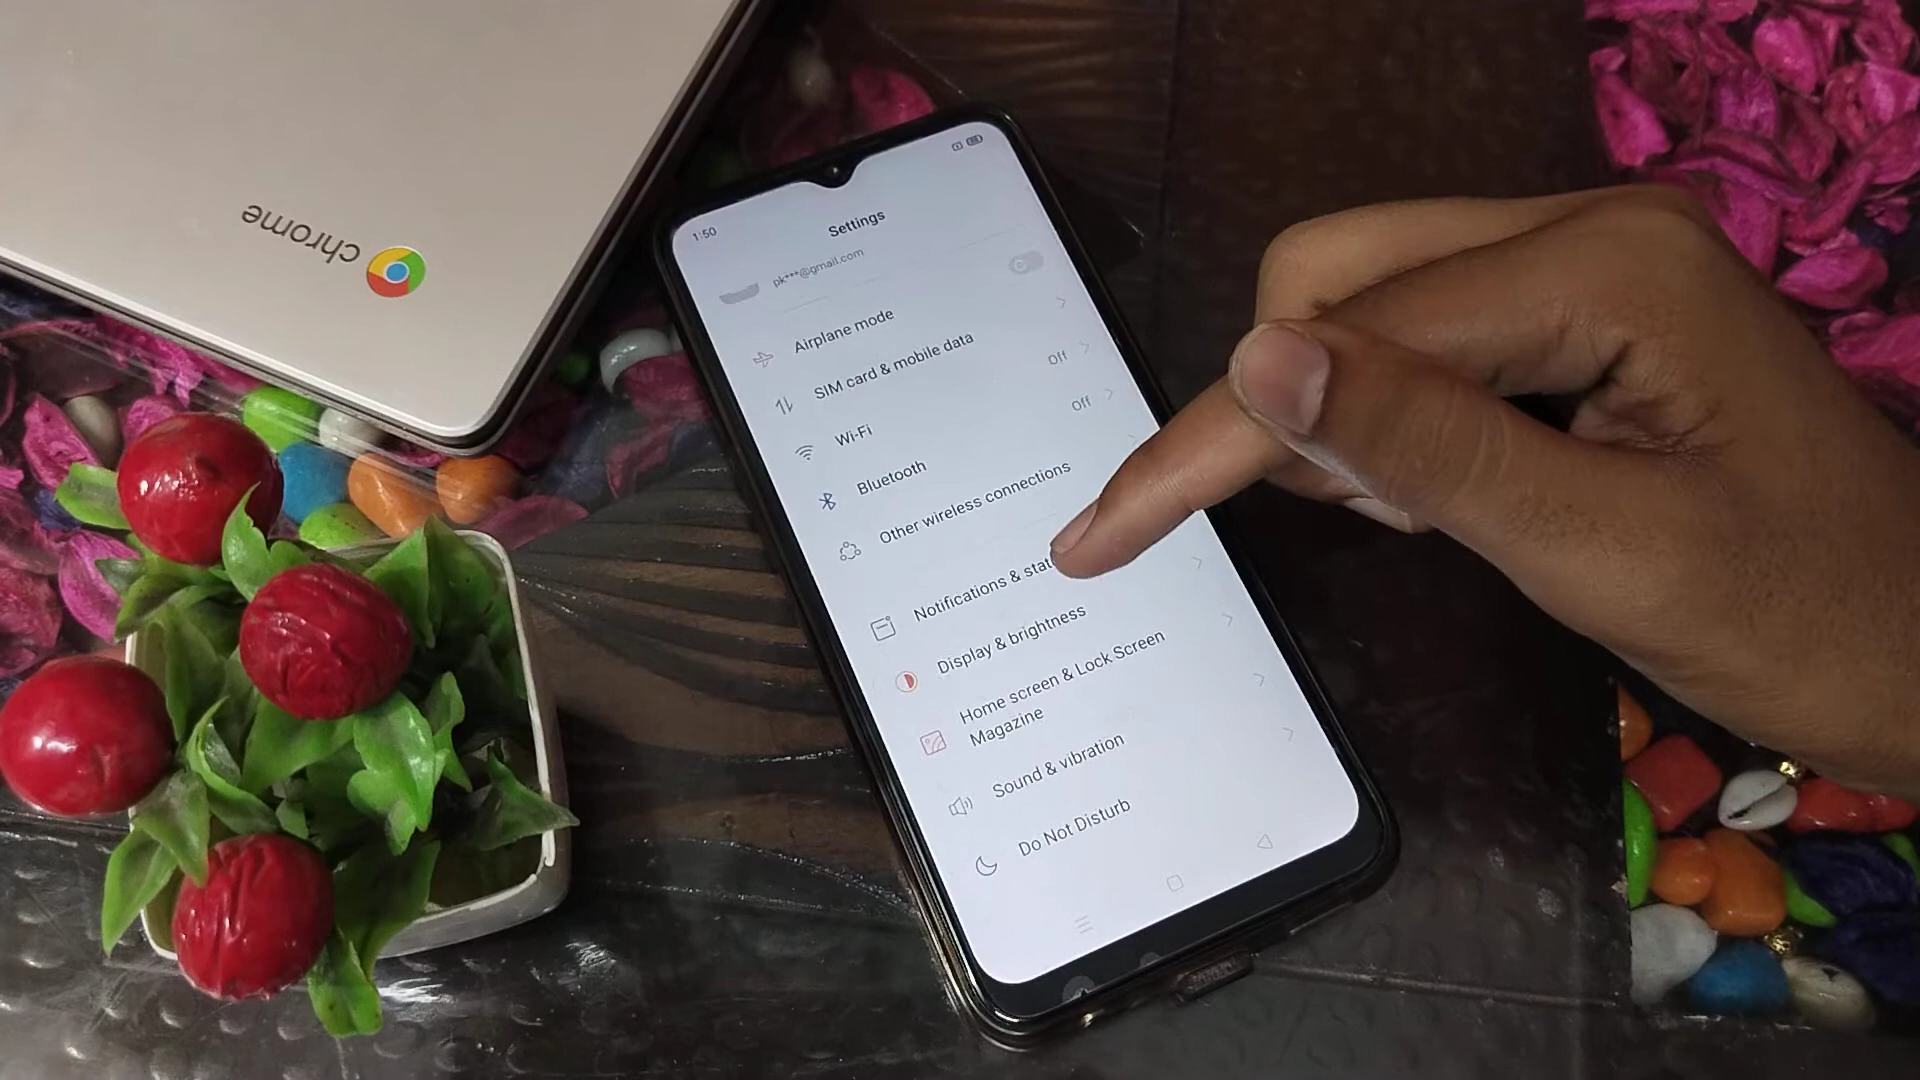 chrome
1:50
Settings
pk***@gmail.com
Airplane mode
SIM card & mobile data
Wi-Fi
Off
Bluetooth
Off
Other wireless connections
Notifications & stat
Display & brightness
Home screen & Lock Screen
Magazine
Sound & vibration
Do Not Disturb